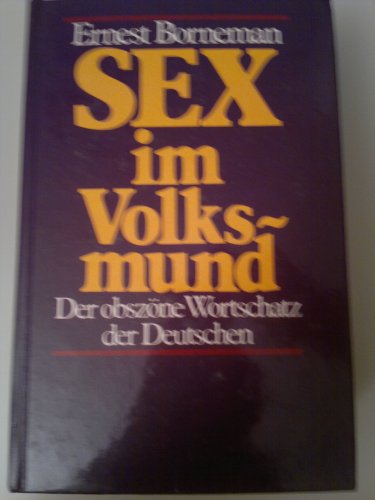 Ernest Borneman
SEX
im
Volks~
mund
Der obszöne Wortschatz
der Deutschen